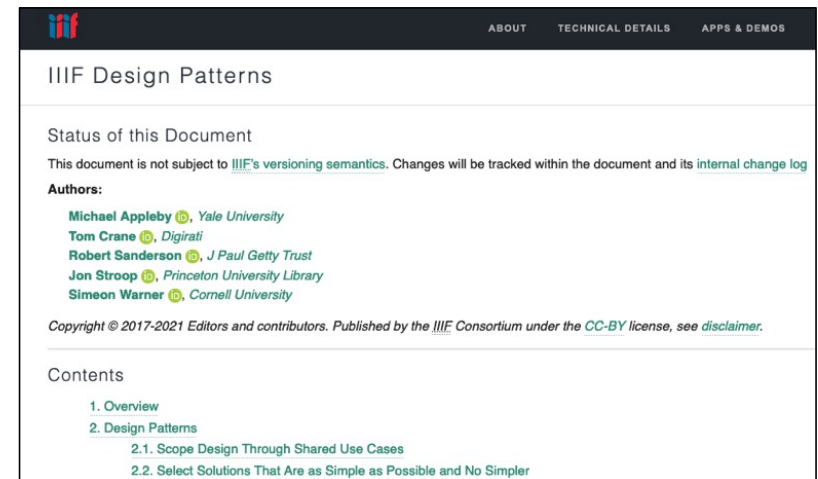 iiif
ABOUT TECHNICAL DETAILS APPS & DEMOS
IIIF Design Patterns
Status of this Document
This document is not subject to IIIF's versioning semantics. Changes will be tracked within the document and its internal change log
Authors:
Michael Appleby iD, Yale University
Tom Crane iD, Digirati
Robert Sanderson iD, J Paul Getty Trust
Jon Stroop iD, Princeton University Library
Simeon Warner iD, Cornell University
Copyright © 2017-2021 Editors and contributors. Published by the IIIF Consortium under the CC-BY license, see disclaimer.
Contents
1. Overview
2. Design Patterns
2.1. Scope Design Through Shared Use Cases
2.2. Select Solutions That Are as Simple as Possible and No Simpler